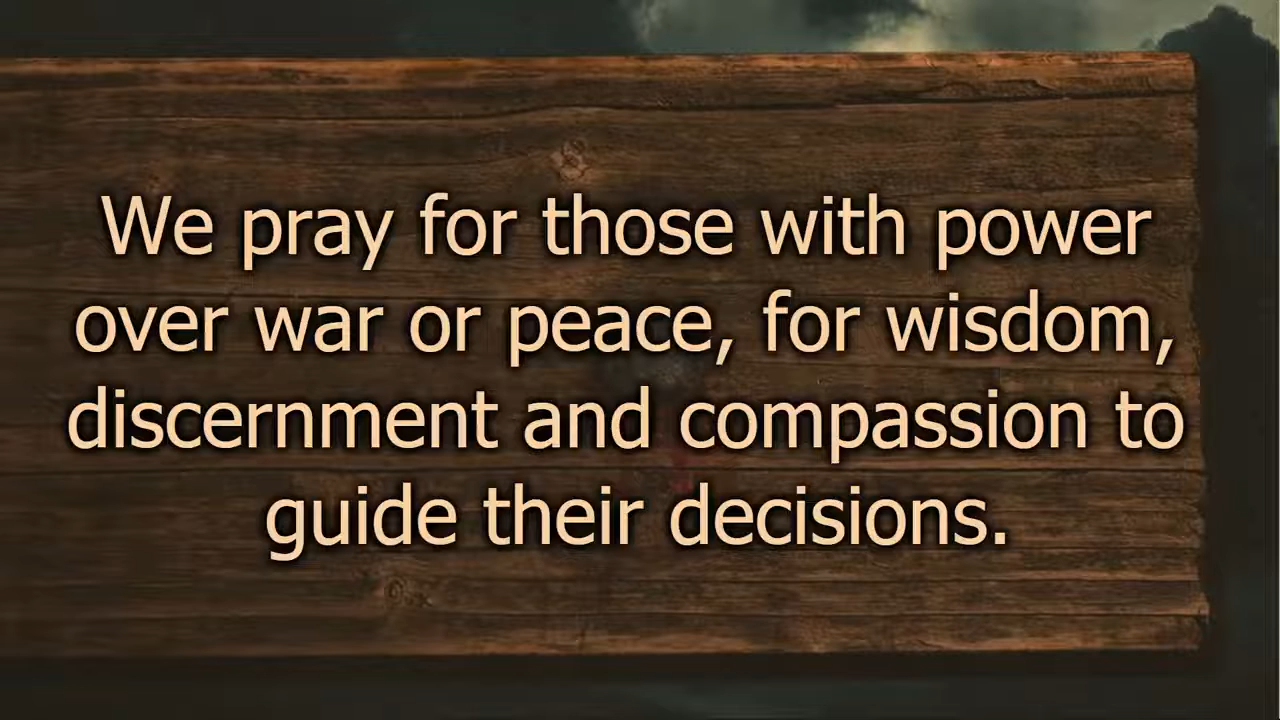 We pray for those with power
over war or peace, for wisdom,
discernment and compassion to
guide their decisions.